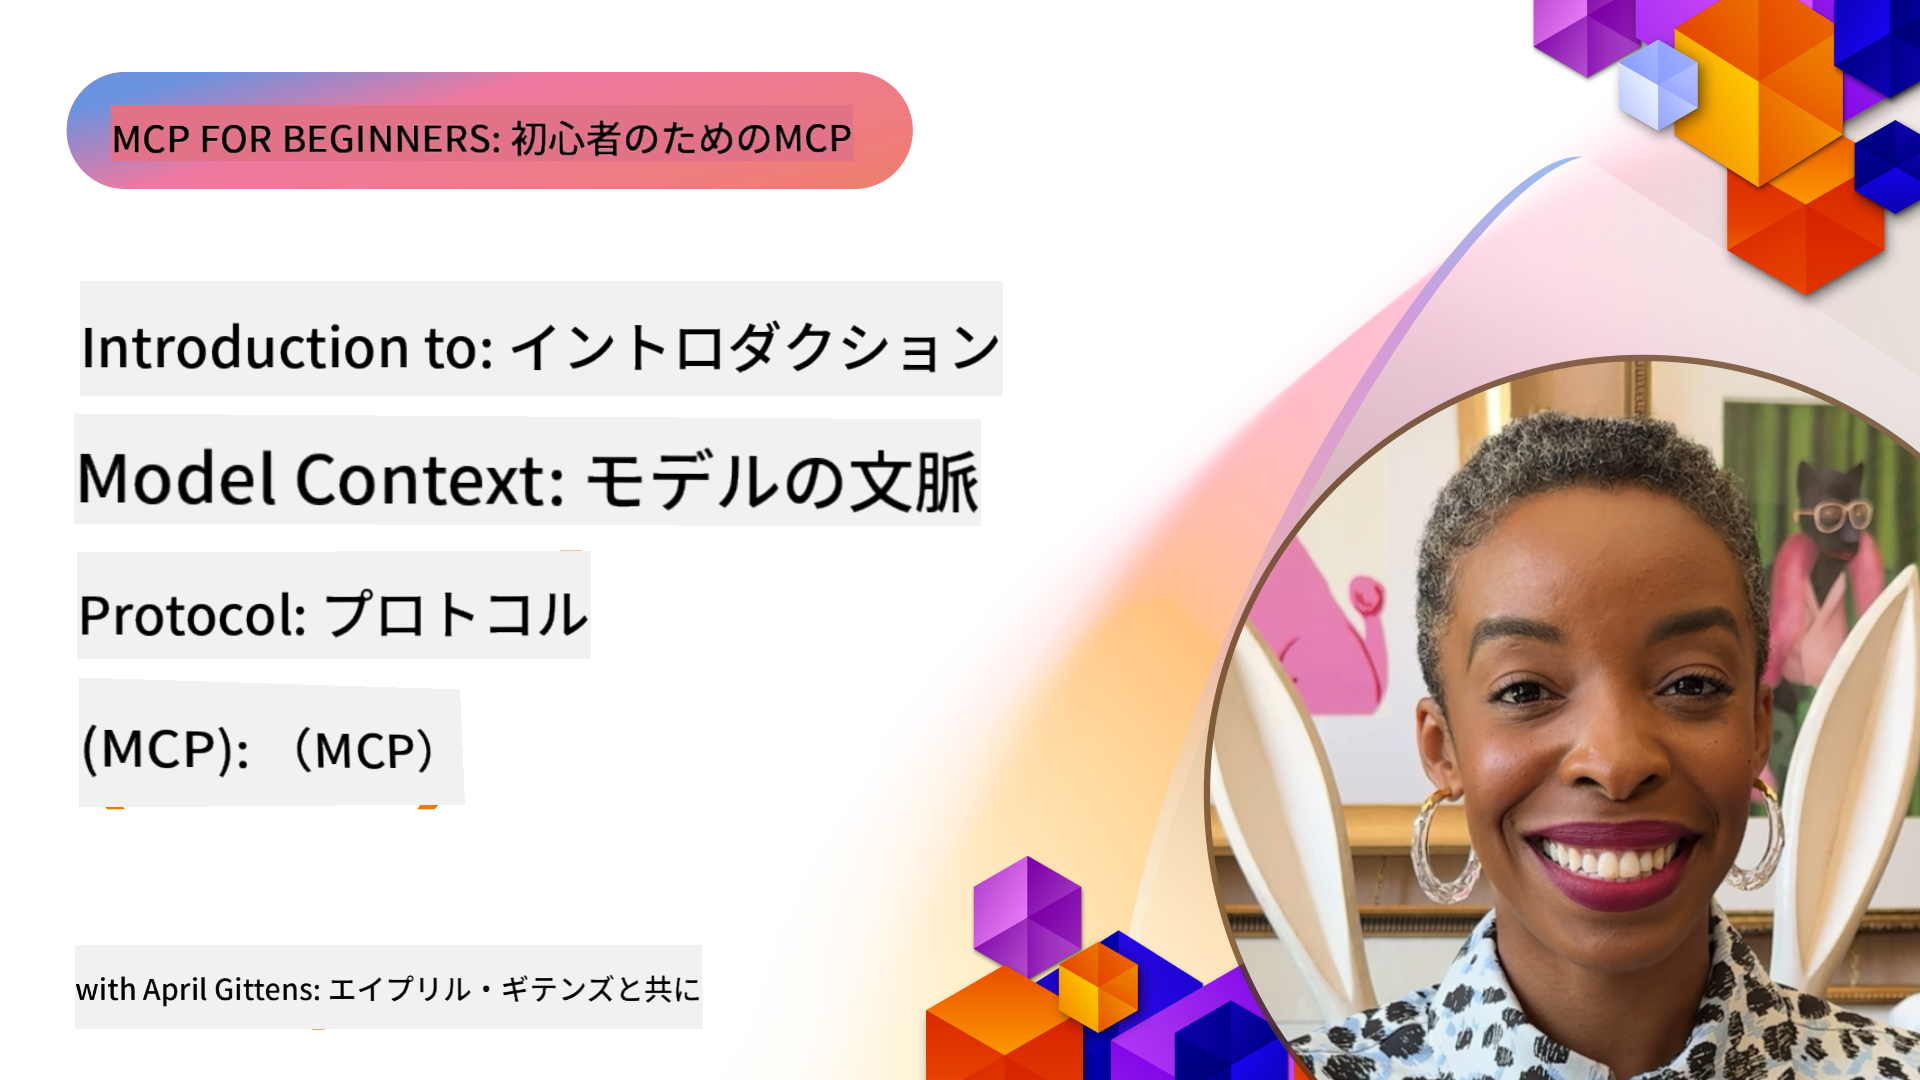 MCP FOR BEGINNERS: 初心者のためのMCP
Introduction to: イントロダクション
Model Context: モデルの文脈
Protocol: プロトコル
(MCP): （MCP）
with April Gittens: エイプリル・ギテンズと共に